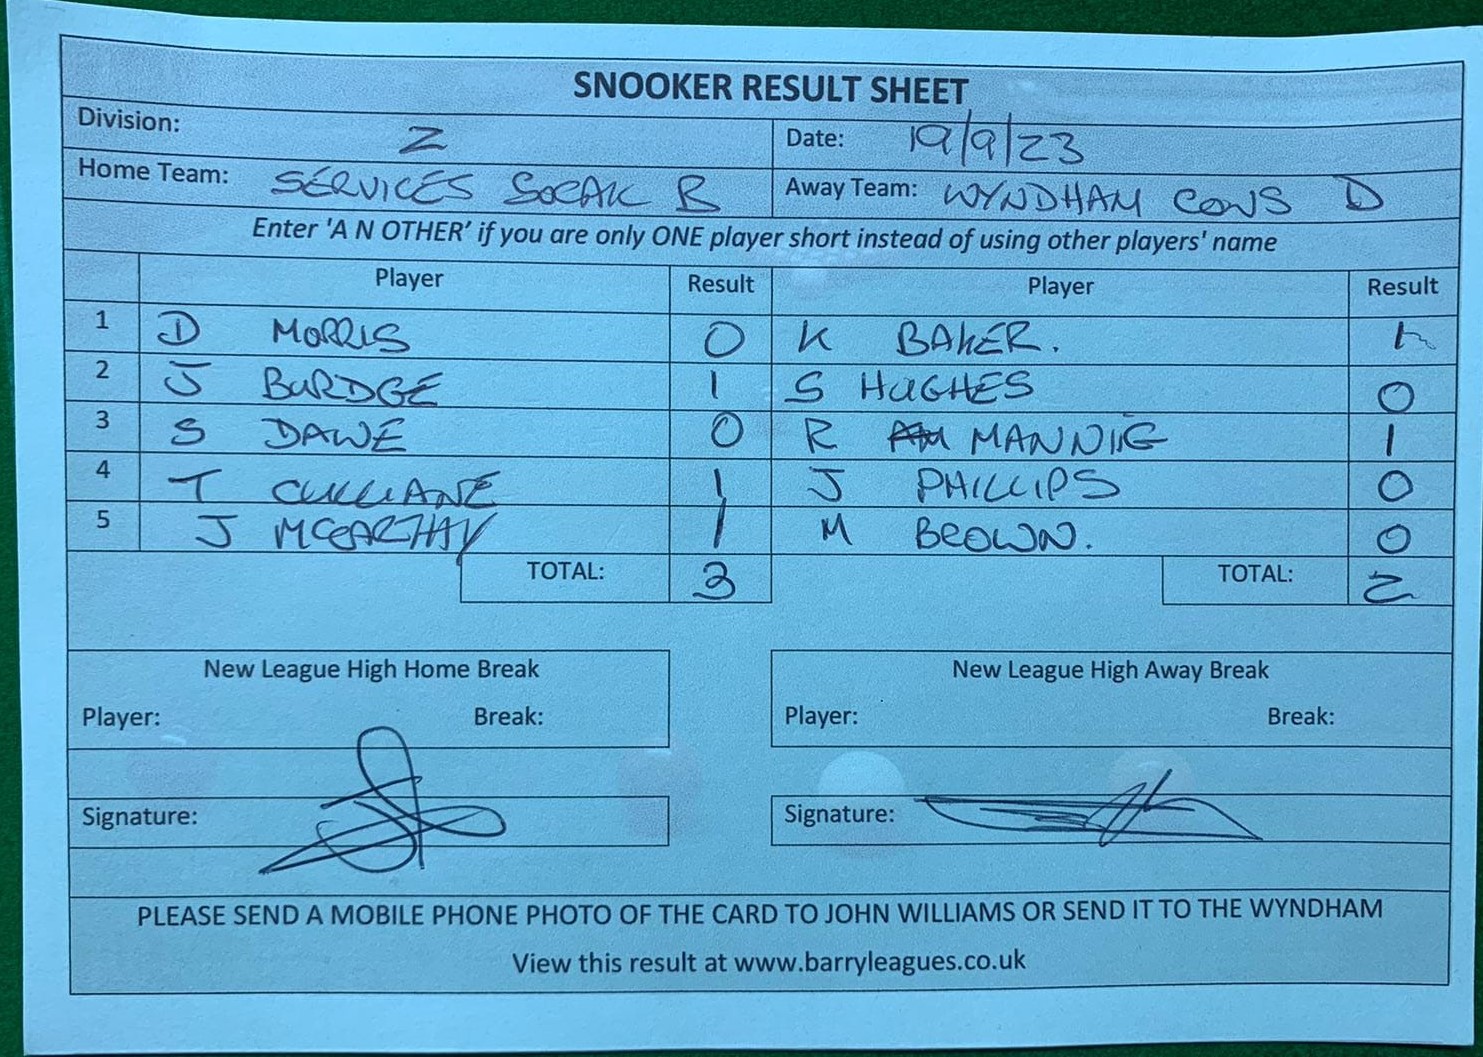 SNOOKER RESULT SHEET
Division: 2 Date: 19/9/23
Home Team: SERVICES SOCAK B Away Team: WYNDHAM CONS D
Enter 'A N OTHER' if you are only ONE player short instead of using other players' name
Player Result Player Result
1 D MORRIS 0 K BAKER. 1
2 J BURDGE 1 S HUGHES 0
3 S DAWE 0 R MANNIIG 1
4 T CULLIANE 1 J PHILLIPS 0
5 J MCCARTHY 1 M BROWN. 0
TOTAL: 3 TOTAL: 2
New League High Home Break New League High Away Break
Player: Break: Player: Break:
Signature: Signature:
PLEASE SEND A MOBILE PHONE PHOTO OF THE CARD TO JOHN WILLIAMS OR SEND IT TO THE WYNDHAM
View this result at www.barryleagues.co.uk